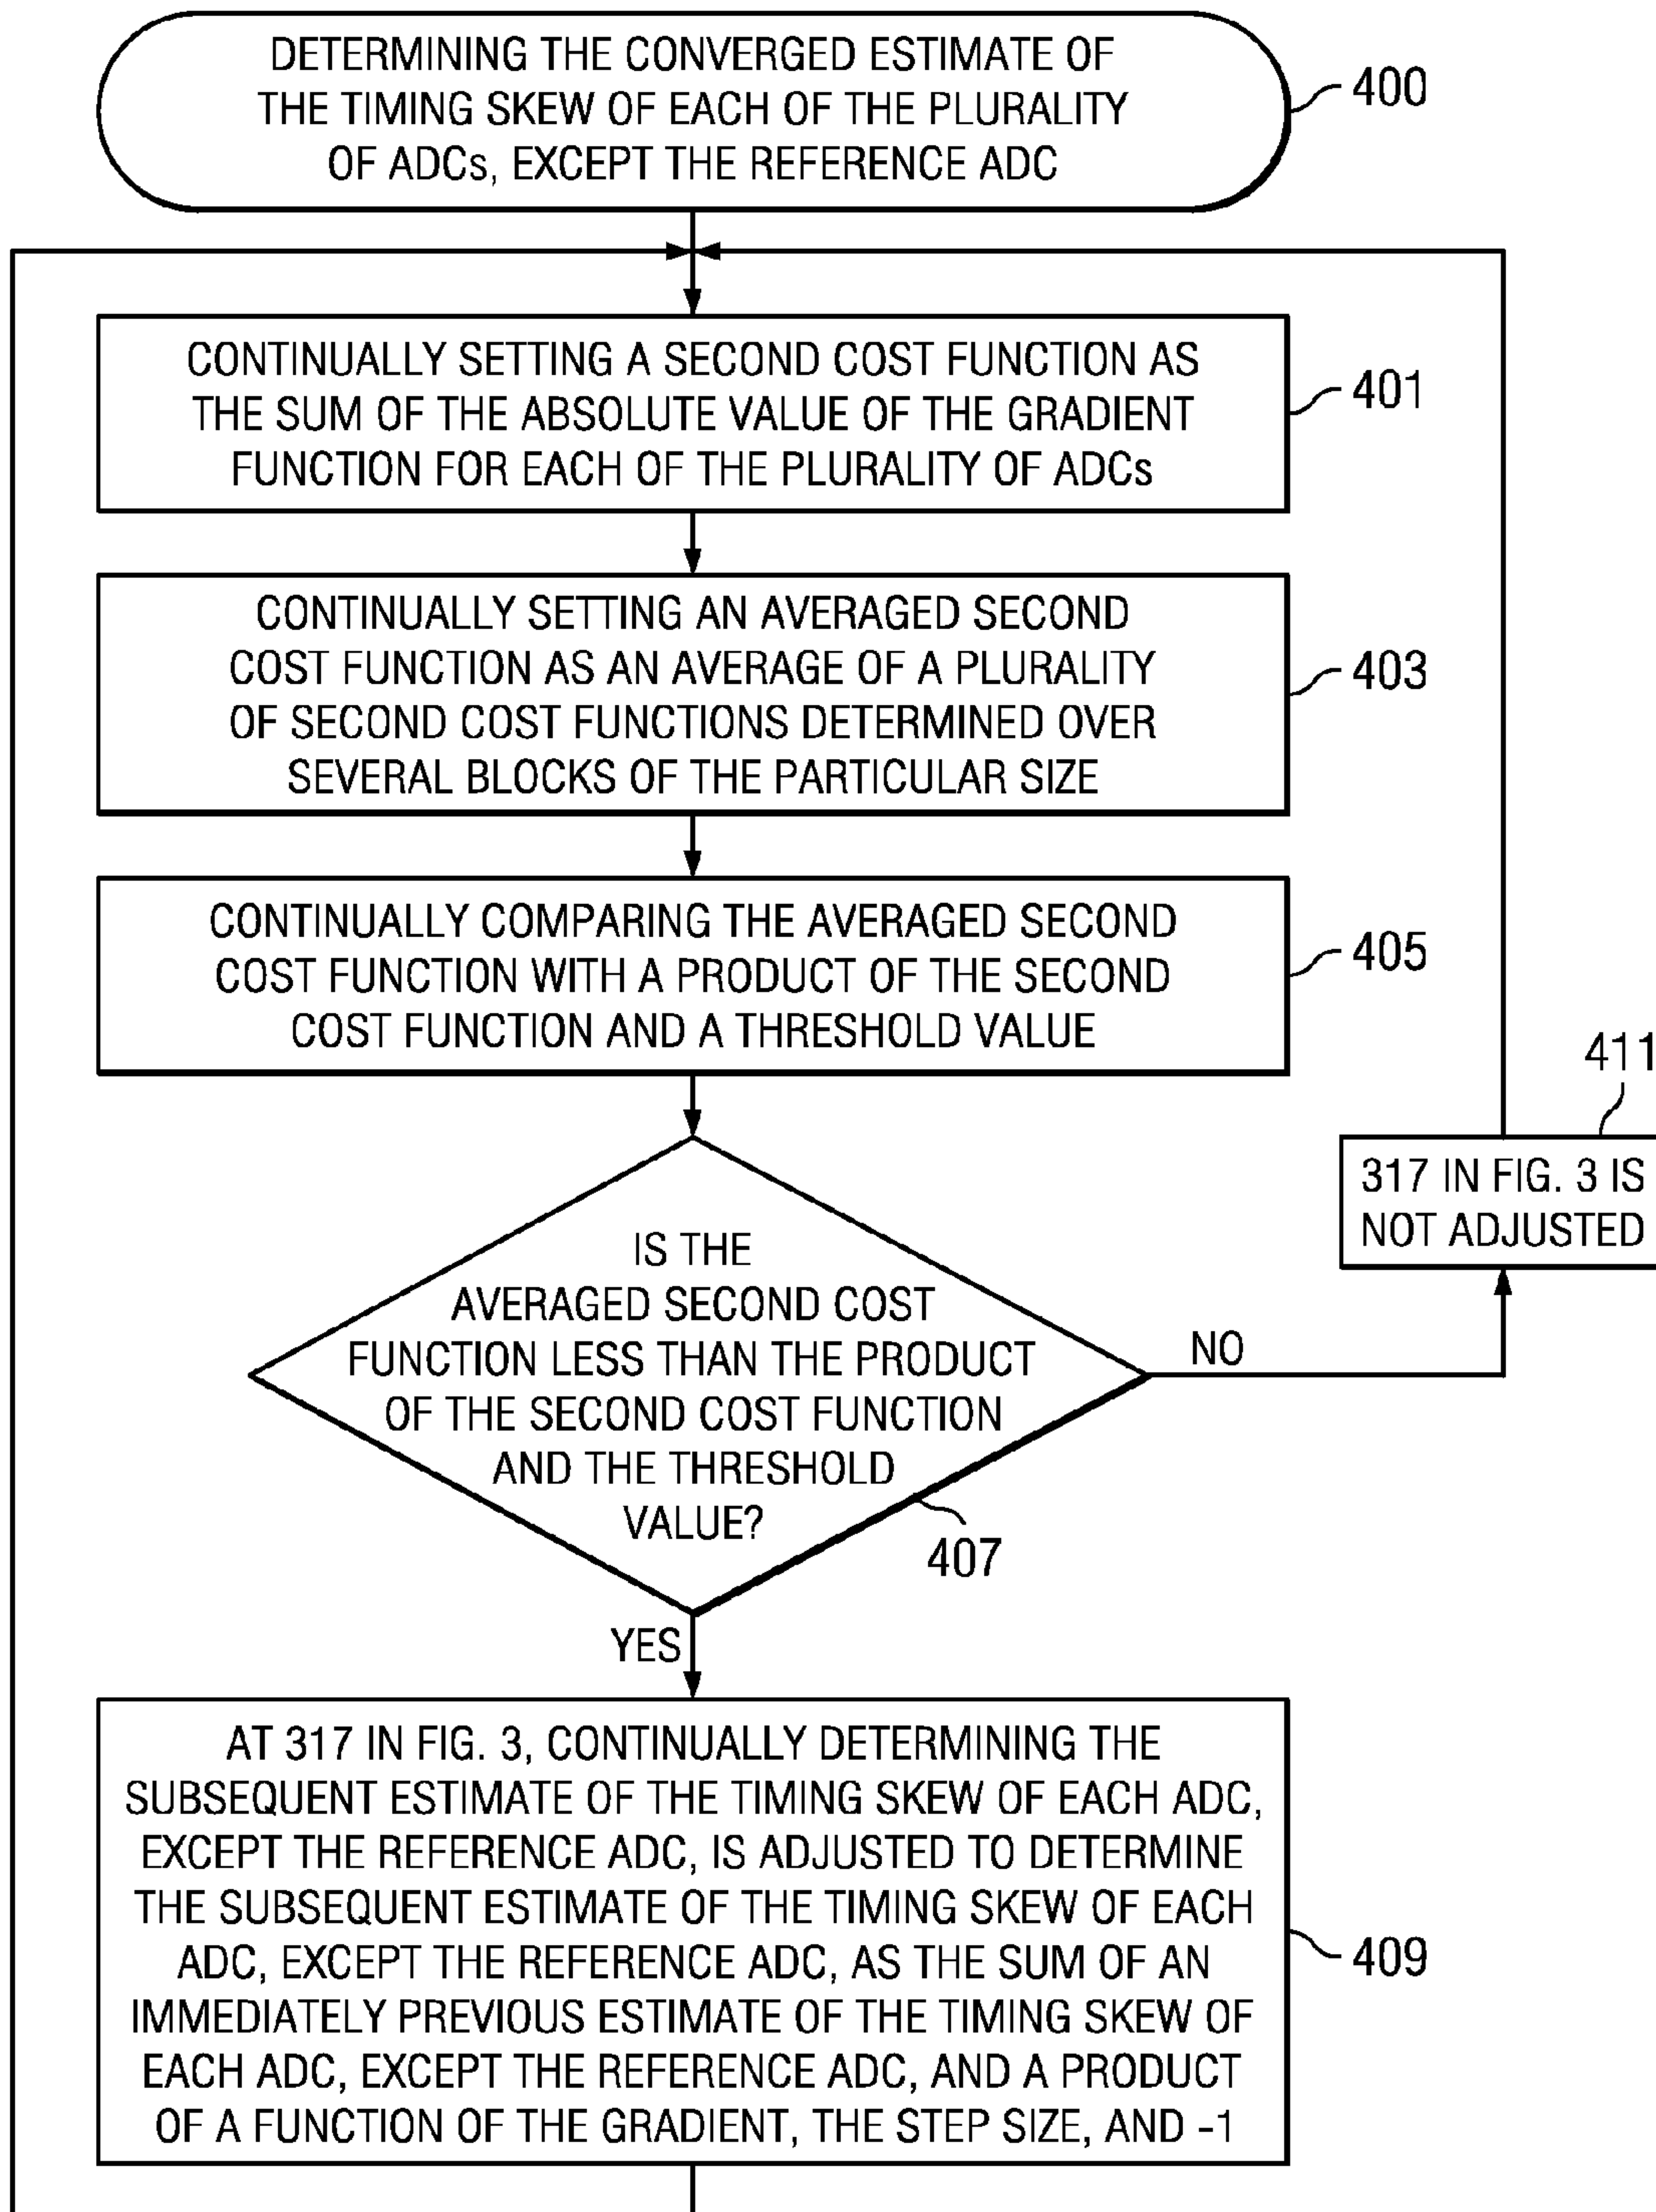 DETERMINING THE CONVERGED ESTIMATE OF
THE TIMING SKEW OF EACH OF THE PLURALITY
OF ADCs, EXCEPT THE REFERENCE ADC
400
CONTINUALLY SETTING A SECOND COST FUNCTION AS
THE SUM OF THE ABSOLUTE VALUE OF THE GRADIENT
FUNCTION FOR EACH OF THE PLURALITY OF ADCs
401
CONTINUALLY SETTING AN AVERAGED SECOND
COST FUNCTION AS AN AVERAGE OF A PLURALITY
OF SECOND COST FUNCTIONS DETERMINED OVER
SEVERAL BLOCKS OF THE PARTICULAR SIZE
403
CONTINUALLY COMPARING THE AVERAGED SECOND
COST FUNCTION WITH A PRODUCT OF THE SECOND
COST FUNCTION AND A THRESHOLD VALUE
405
411
317 IN FIG. 3 IS
NOT ADJUSTED
IS THE
AVERAGED SECOND COST
FUNCTION LESS THAN THE PRODUCT
OF THE SECOND COST FUNCTION
AND THE THRESHOLD
VALUE?
NO
407
YES
AT 317 IN FIG. 3, CONTINUALLY DETERMINING THE
SUBSEQUENT ESTIMATE OF THE TIMING SKEW OF EACH ADC,
EXCEPT THE REFERENCE ADC, IS ADJUSTED TO DETERMINE
THE SUBSEQUENT ESTIMATE OF THE TIMING SKEW OF EACH
ADC, EXCEPT THE REFERENCE ADC, AS THE SUM OF AN
IMMEDIATELY PREVIOUS ESTIMATE OF THE TIMING SKEW OF
EACH ADC, EXCEPT THE REFERENCE ADC, AND A PRODUCT
OF A FUNCTION OF THE GRADIENT, THE STEP SIZE, AND -1
409